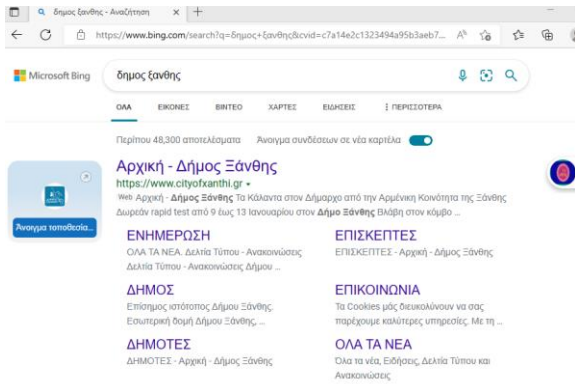 δημος ξανθης - Αναζήτηση
https://www.bing.com/search?q=δημος+ξανθης&cvid=c7a14e2c1323494a95b3aeb7...
Microsoft Bing
δημος ξανθης
ΟΛΑ ΕΙΚΟΝΕΣ ΒΙΝΤΕΟ ΧΑΡΤΕΣ ΕΙΔΗΣΕΙΣ ΠΕΡΙΣΣΟΤΕΡΑ
Περίπου 48,300 αποτελέσματα Άνοιγμα συνδέσεων σε νέα καρτέλα
Αρχική - Δήμος Ξάνθης
https://www.cityofxanthi.gr
Web Αρχική - Δήμος Ξάνθης Τα Κάλαντα στον Δήμαρχο από την Αρμένικη Κοινότητα της Ξάνθης
Δωρεάν rapid test από 9 έως 13 Ιανουαρίου στον Δήμο Ξάνθης Βλάβη στον κόμβο ...
Άνοιγμα τοποθεσία...
ΕΝΗΜΕΡΩΣΗ
ΟΛΑ ΤΑ ΝΕΑ. Δελτία Τύπου - Ανακοινώσεις
Δελτία Τύπου - Ανακοινώσεις Δήμου ...
ΕΠΙΣΚΕΠΤΕΣ
ΕΠΙΣΚΕΠΤΕΣ - Αρχική - Δήμος Ξάνθης
ΔΗΜΟΣ
Επίσημος ιστότοπος Δήμου Ξάνθης.
Εσωτερική δομή Δήμου Ξάνθης, ...
ΕΠΙΚΟΙΝΩΝΙΑ
Τα Cookies μάς διευκολύνουν να σας
παρέχουμε καλύτερες υπηρεσίες. Με τη ...
ΔΗΜΟΤΕΣ
ΔΗΜΟΤΕΣ - Αρχική - Δήμος Ξάνθης
ΟΛΑ ΤΑ ΝΕΑ
Όλα τα νέα, Ειδήσεις, Δελτία Τύπου και
Ανακοινώσεις